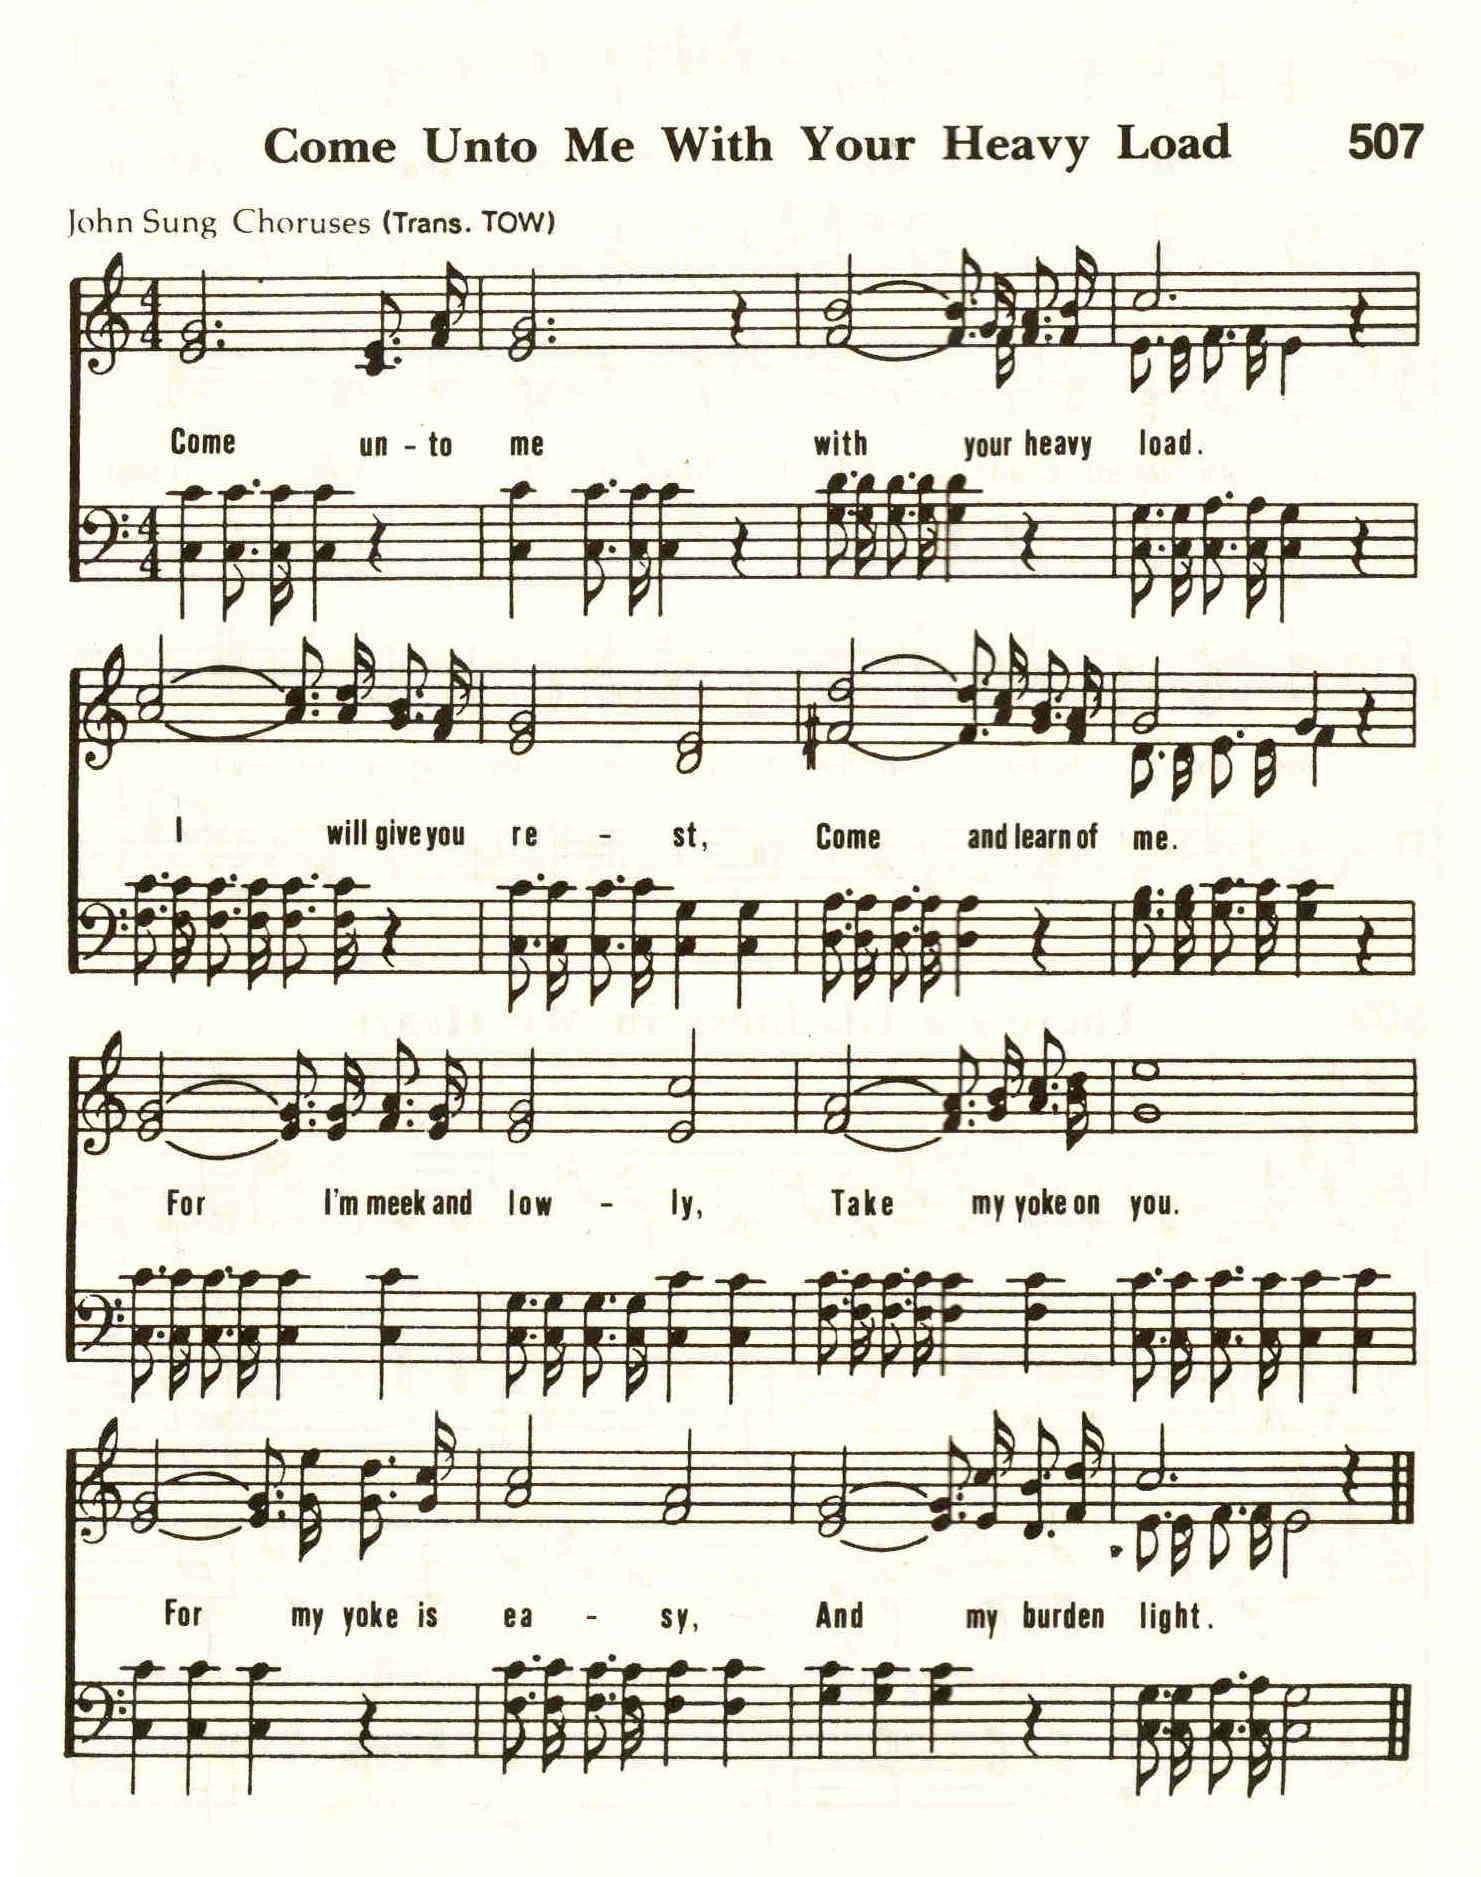 Come Unto Me With Your Heavy Load 507
John Sung Choruses (Trans. TOW)
Come un - to me with your heavy load.
I will give you re - st, Come and learn of me.
For I'm meek and low - ly, Take my yoke on you.
For my yoke is ea - sy, And my burden light.